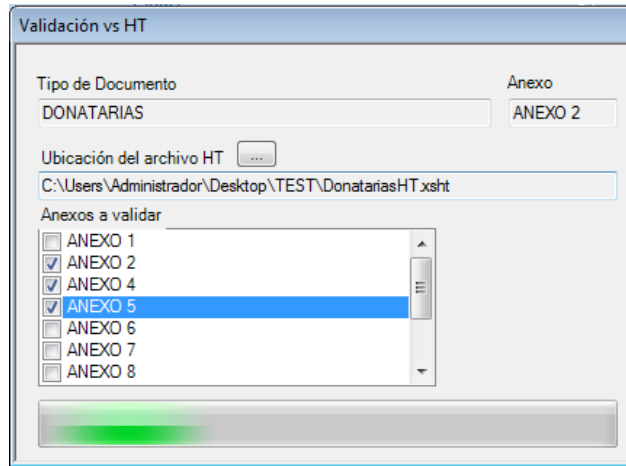 Validación vs HT
Tipo de Documento
Anexo
DONATARIAS
ANEXO 2
Ubicación del archivo HT ...
C:\Users\Administrador\Desktop\TEST\DonatariasHT.xsht
Anexos a validar
ANEXO 1
ANEXO 2
ANEXO 4
ANEXO 5
ANEXO 6
ANEXO 7
ANEXO 8